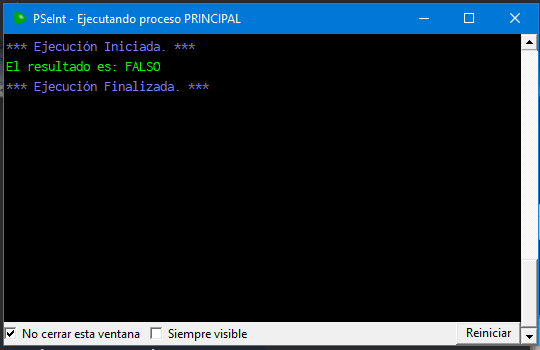 PSeInt - Ejecutando proceso PRINCIPAL
*** Ejecución Iniciada. ***
El resultado es: FALSO
*** Ejecución Finalizada. ***
No cerrar esta ventana Siempre visible Reiniciar